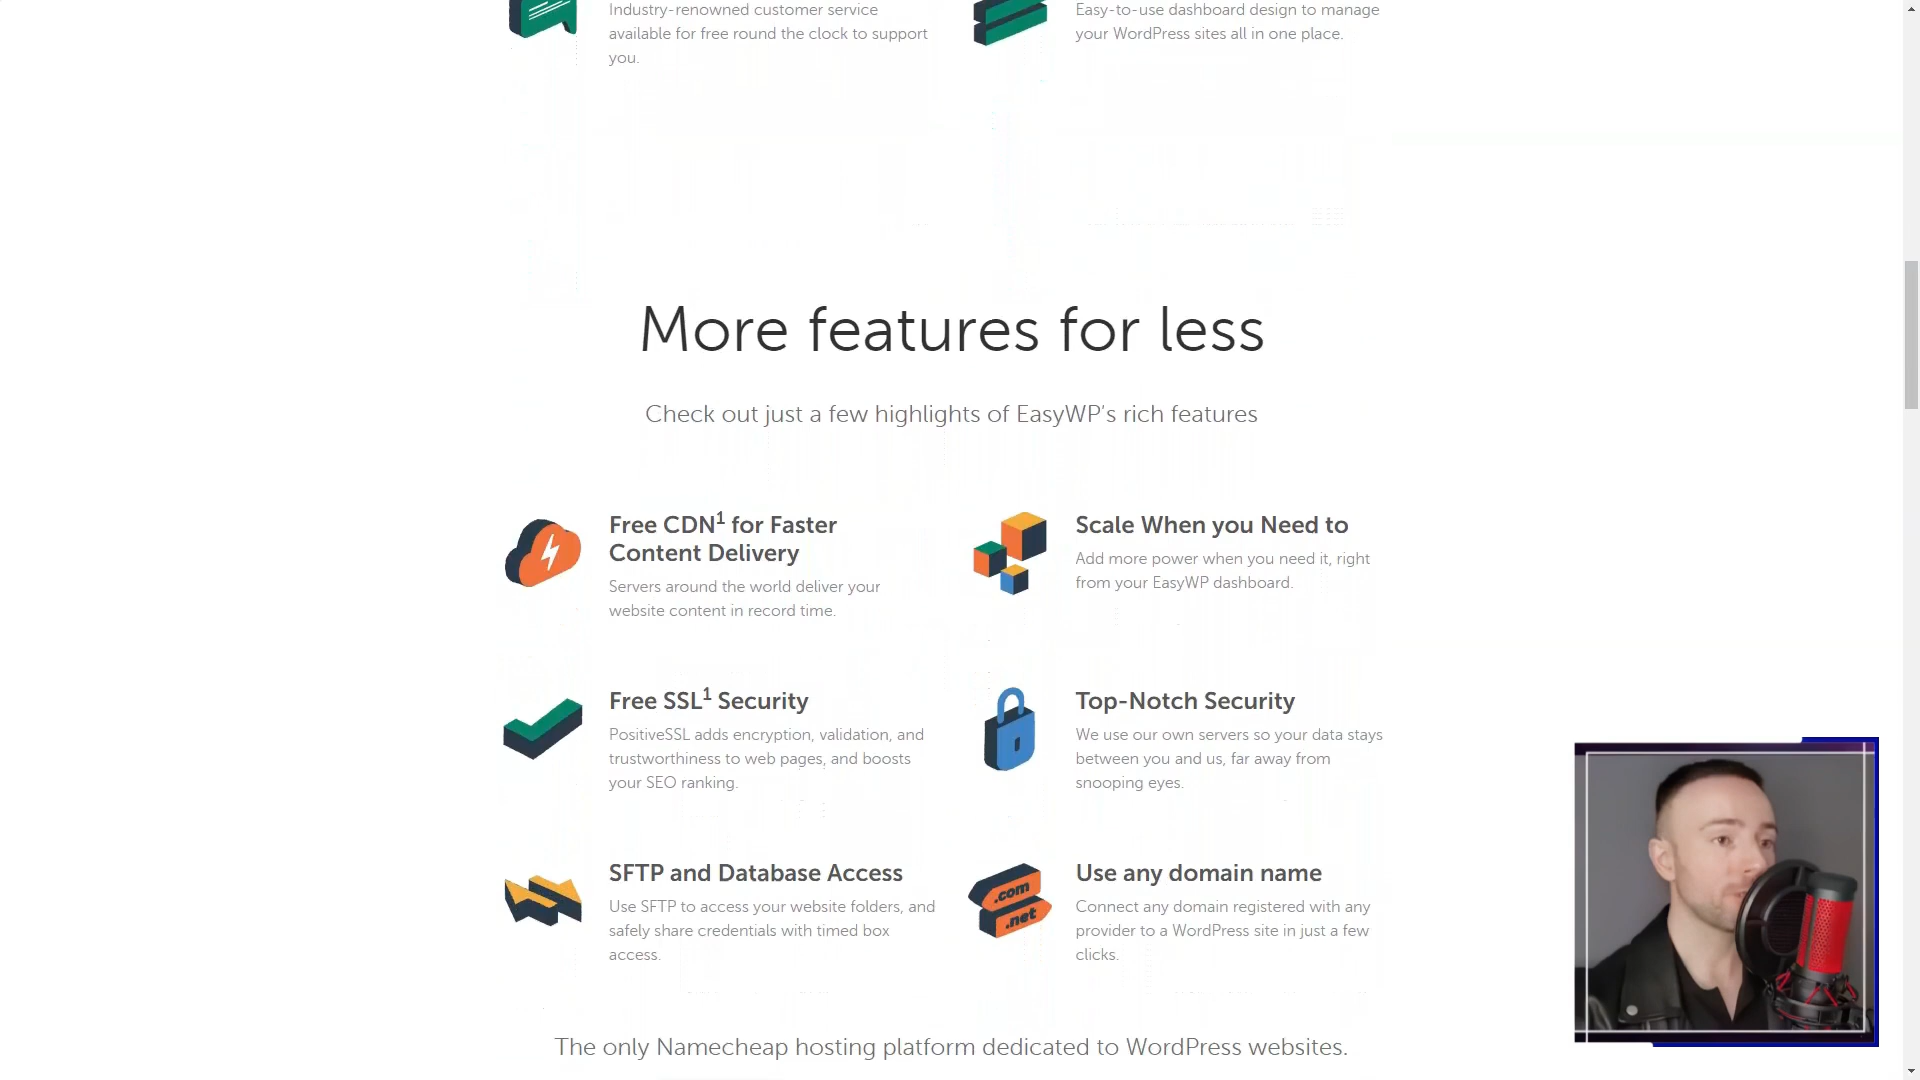 Industry-renowned customer service
available for free round the clock to support
you.
Easy-to-use dashboard design to manage
your WordPress sites all in one place.
More features for less
Check out just a few highlights of EasyWP's rich features
Free CDN1 for Faster
Content Delivery
Servers around the world deliver your
website content in record time.
Scale When you Need to
Add more power when you need it, right
from your EasyWP dashboard.
Free SSL1 Security
PositiveSSL adds encryption, validation, and
trustworthiness to web pages, and boosts
your SEO ranking.
Top-Notch Security
We use our own servers so your data stays
between you and us, far away from
snooping eyes.
SFTP and Database Access
Use SFTP to access your website folders, and
safely share credentials with timed box
access.
.com
.net
Use any domain name
Connect any domain registered with any
provider to a WordPress site in just a few
clicks.
The only Namecheap hosting platform dedicated to WordPress websites.